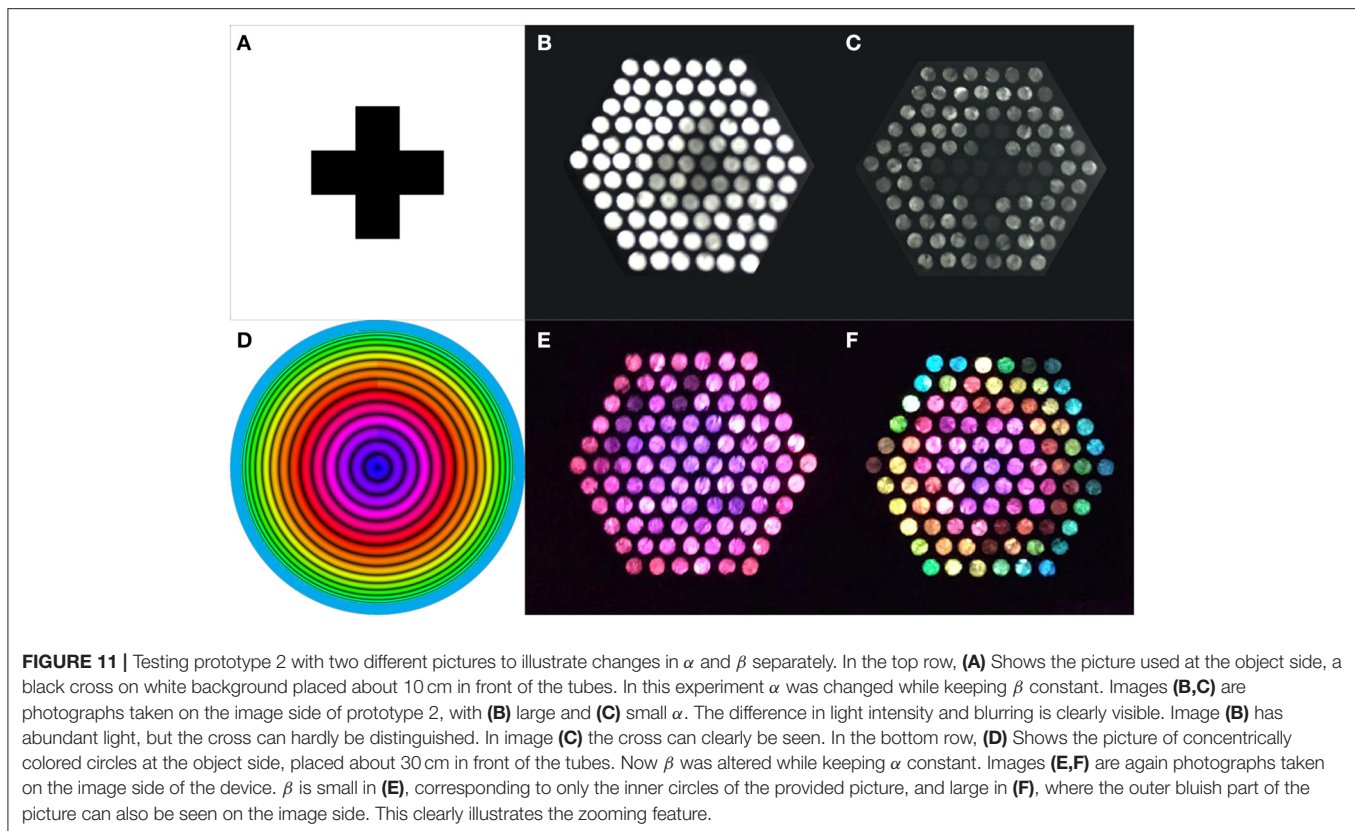 A
B
C
D
E
F
FIGURE 11 | Testing prototype 2 with two different pictures to illustrate changes in α and β separately. In the top row, (A) Shows the picture used at the object side, a
black cross on white background placed about 10 cm in front of the tubes. In this experiment α was changed while keeping β constant. Images (B,C) are
photographs taken on the image side of prototype 2, with (B) large and (C) small α. The difference in light intensity and blurring is clearly visible. Image (B) has
abundant light, but the cross can hardly be distinguished. In image (C) the cross can clearly be seen. In the bottom row, (D) Shows the picture of concentrically
colored circles at the object side, placed about 30 cm in front of the tubes. Now β was altered while keeping α constant. Images (E,F) are again photographs taken
on the image side of the device. β is small in (E), corresponding to only the inner circles of the provided picture, and large in (F), where the outer bluish part of the
picture can also be seen on the image side. This clearly illustrates the zooming feature.